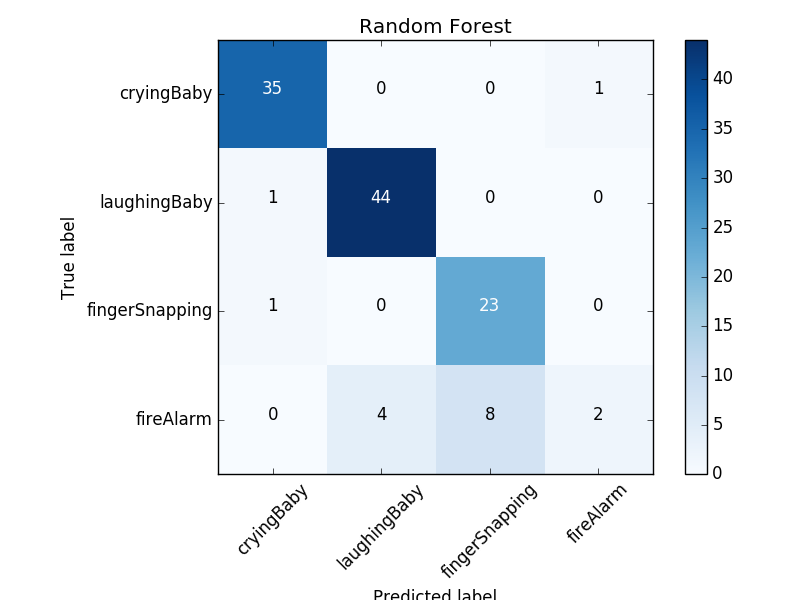 Random Forest
cryingBaby 35 0 0 1
laughingBaby 1 44 0 0
fingerSnapping 1 0 23 0
fireAlarm 0 4 8 2
True label
cryingBaby laughingBaby fingerSnapping fireAlarm
Predicted label
40
35
30
25
20
15
10
5
0